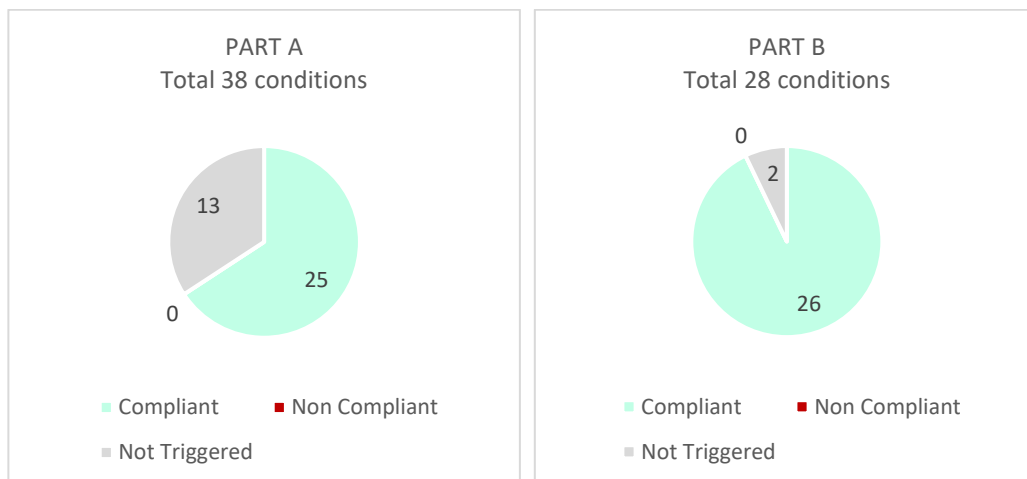 PART A
Total 38 conditions
13
25
0
Compliant
Non Compliant
Not Triggered
PART B
Total 28 conditions
0
2
26
Compliant
Non Compliant
Not Triggered